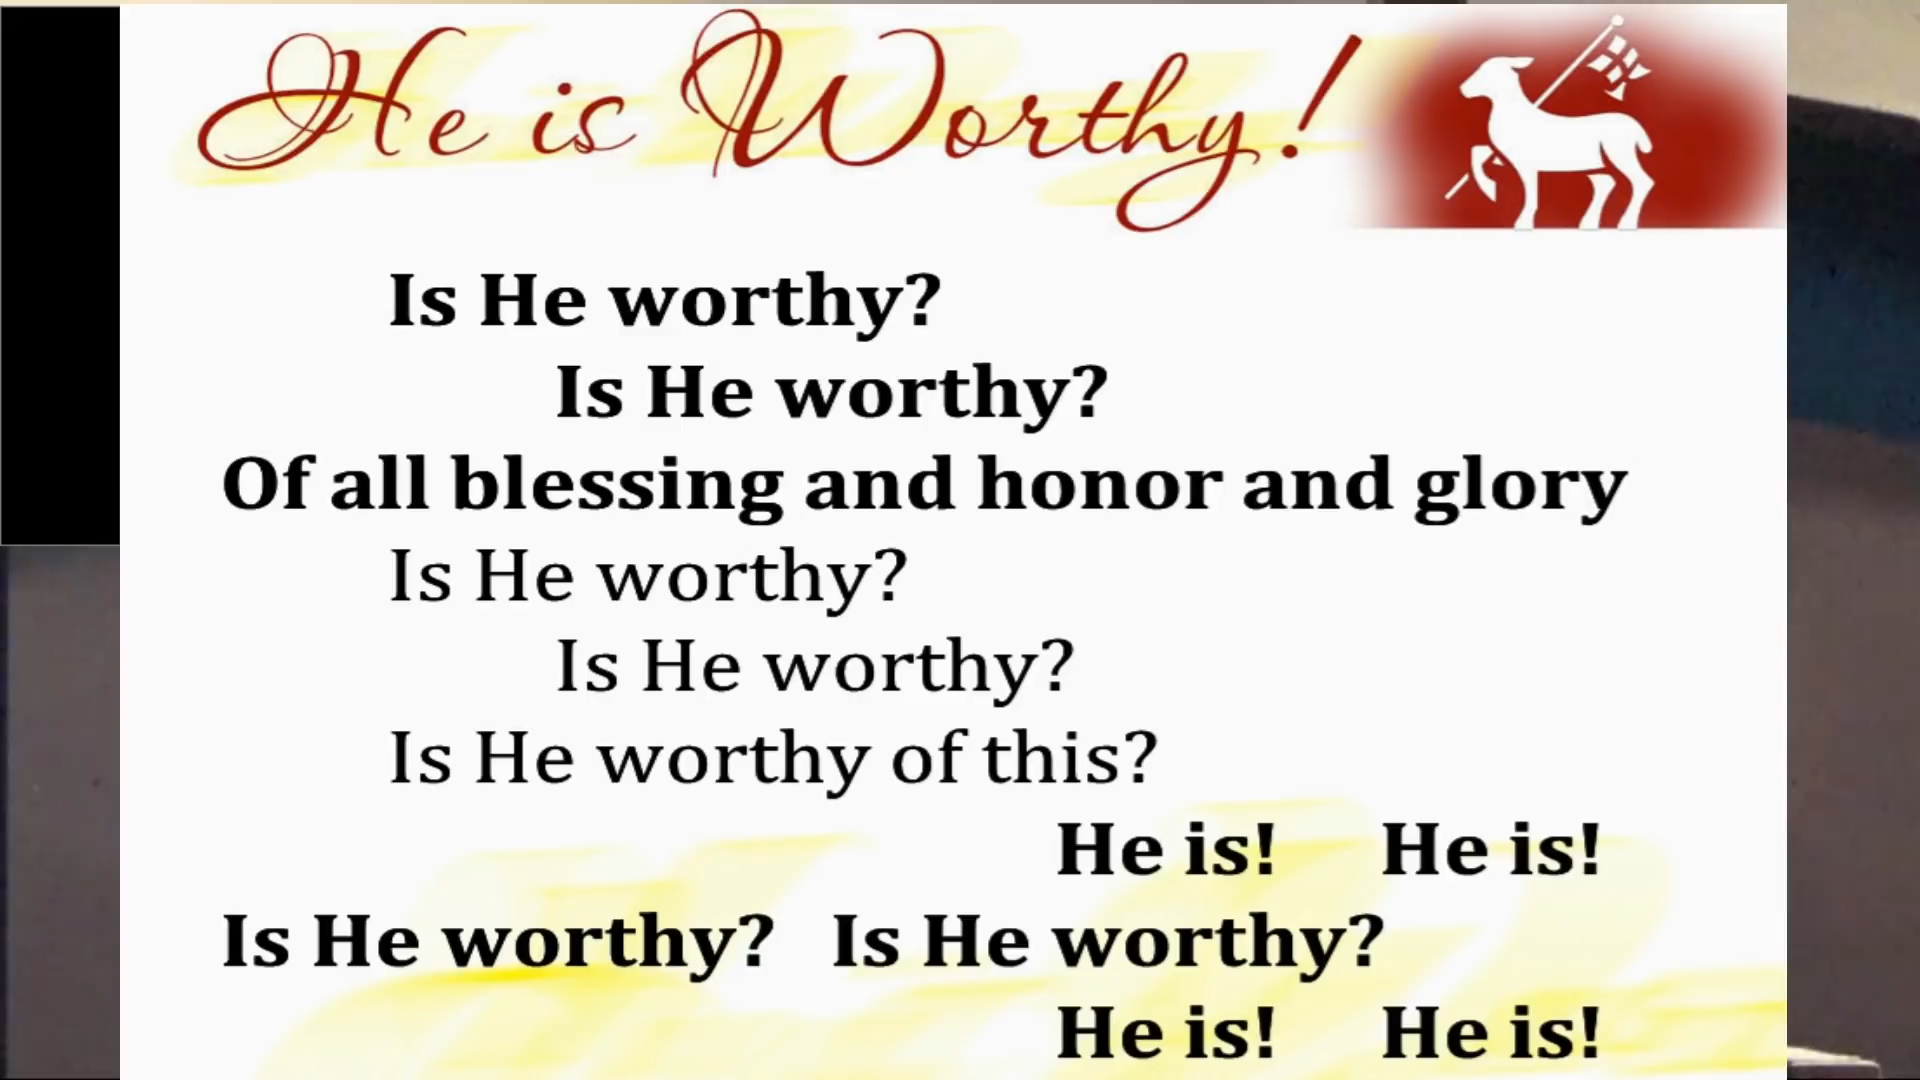 He is Worthy!
Is He worthy?
Is He worthy?
Of all blessing and honor and glory
Is He worthy?
Is He worthy?
Is He worthy of this?
He is! He is!
Is He worthy? Is He worthy?
He is! He is!